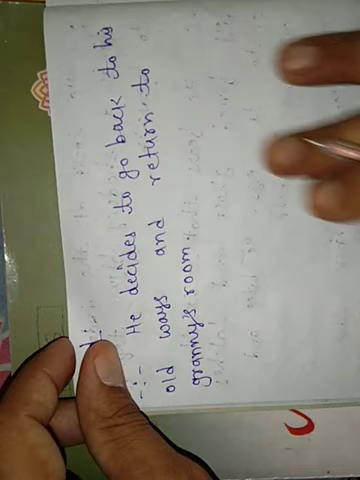 -:- He decides to go back to his
old ways and return to
granny's room.